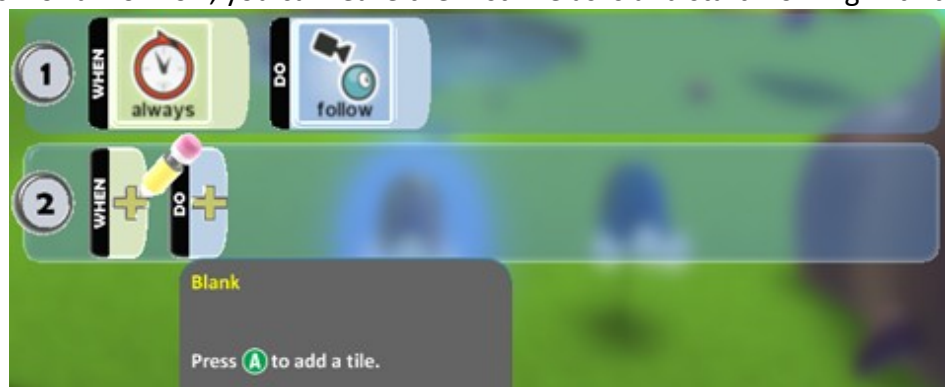 1 WHEN always DO follow
2 WHEN DO
Blank
Press A to add a tile.